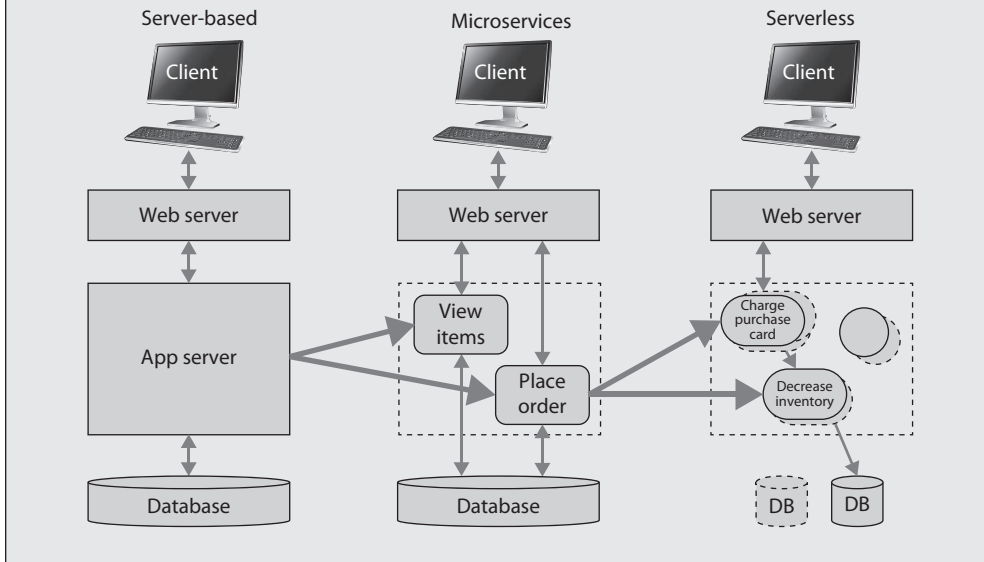 Server-based
Microservices
Serverless
Client
Client
Client
Web server
Web server
Web server
App server
View
items
Place
order
Charge
purchase
card
Decrease
inventory
Database
Database
DB
DB